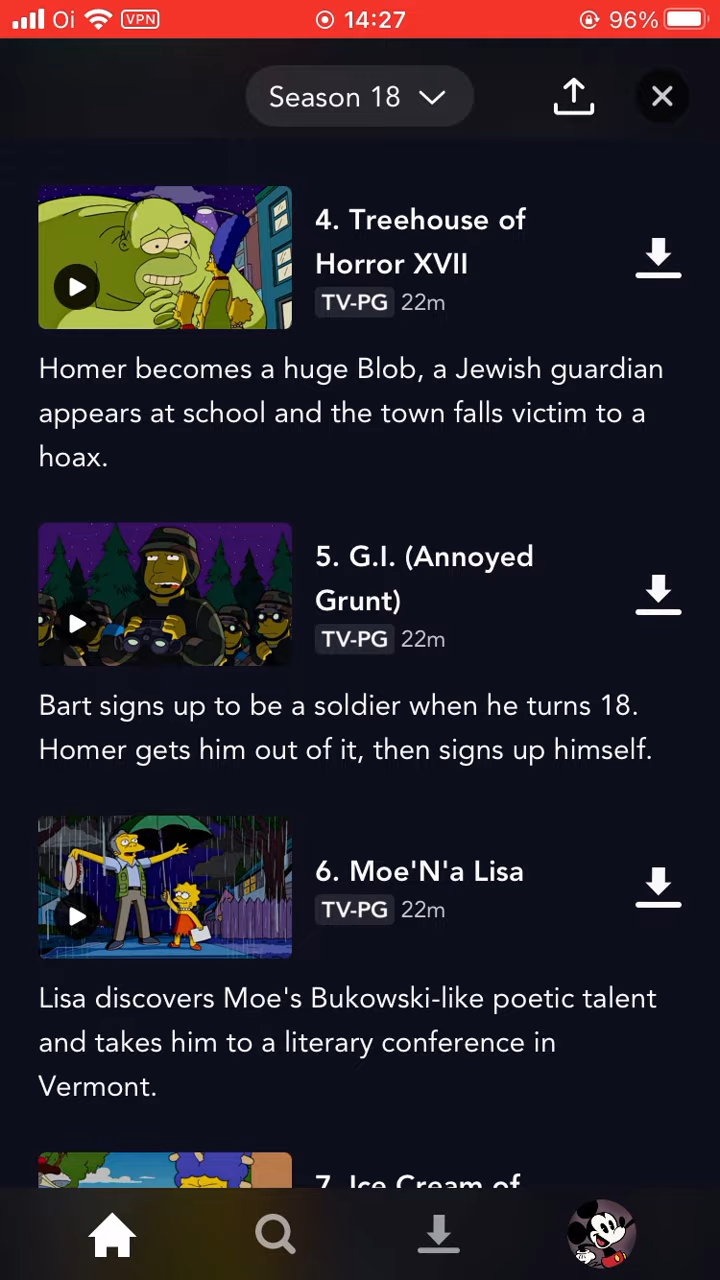 Oi VPN 14:27 96%
Season 18
4. Treehouse of
Horror XVII
TV-PG 22m
Homer becomes a huge Blob, a Jewish guardian
appears at school and the town falls victim to a
hoax.
5. G.I. (Annoyed
Grunt)
TV-PG 22m
Bart signs up to be a soldier when he turns 18.
Homer gets him out of it, then signs up himself.
6. Moe'N'a Lisa
TV-PG 22m
Lisa discovers Moe's Bukowski-like poetic talent
and takes him to a literary conference in
Vermont.
7. Ice Cream of